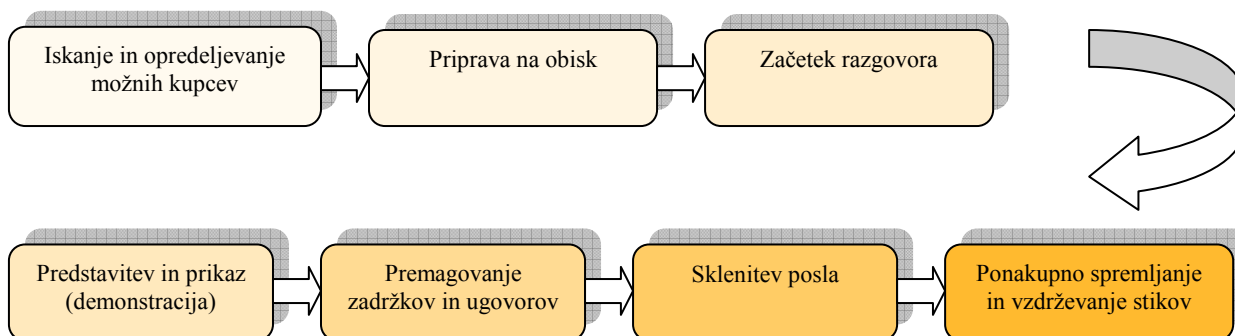 Iskanje in opredeljevanje
možnih kupcev
Priprava na obisk
Začetek razgovora
Predstavitev in prikaz
(demonstracija)
Premagovanje
zadržkov in ugovorov
Sklenitev posla
Ponakupno spremljanje
in vzdrževanje stikov